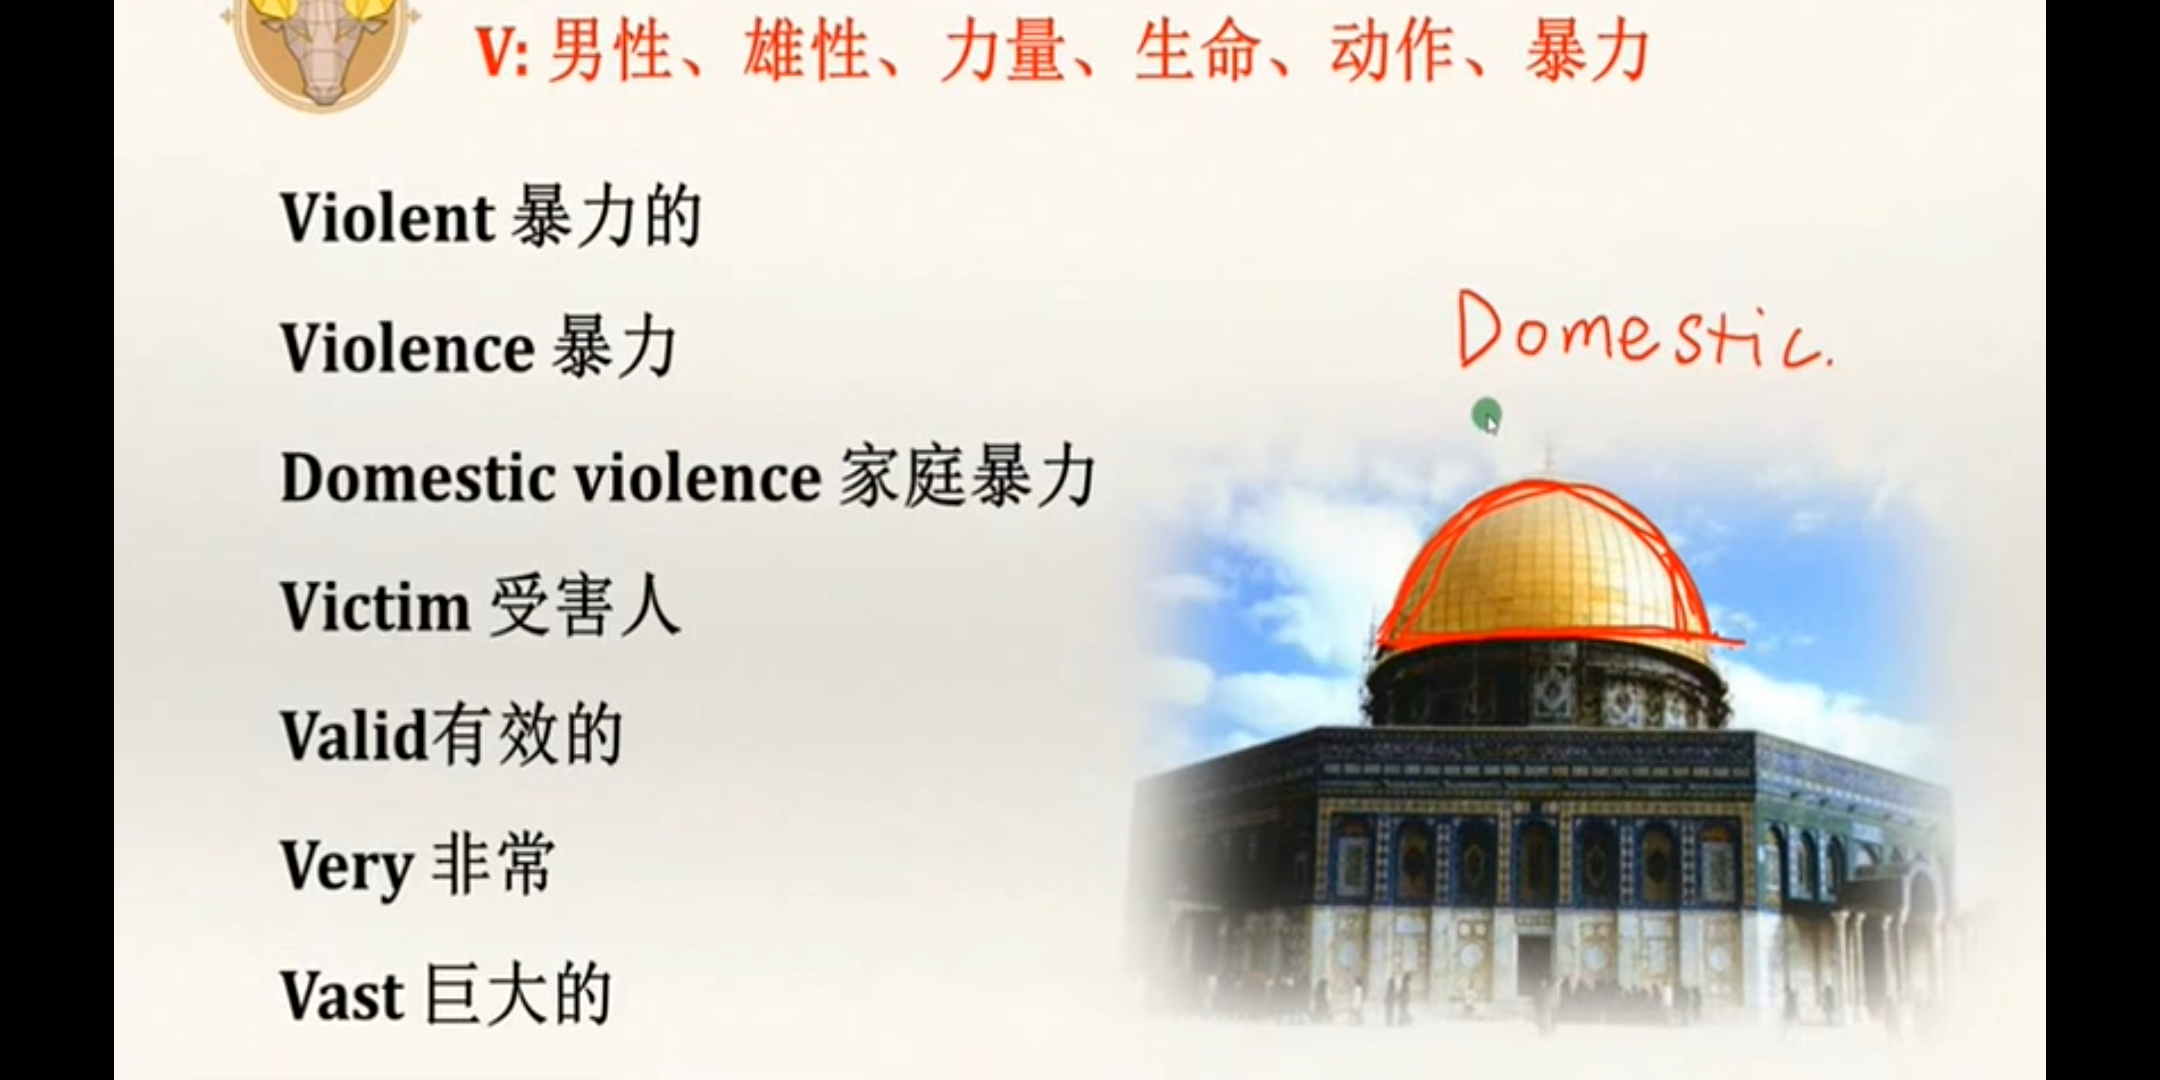 V: 男性、雄性、力量、生命、动作、暴力
Violent 暴力的
Violence 暴力
Domestic.
Domestic violence 家庭暴力
Victim 受害人
Valid有效的
Very 非常
Vast 巨大的